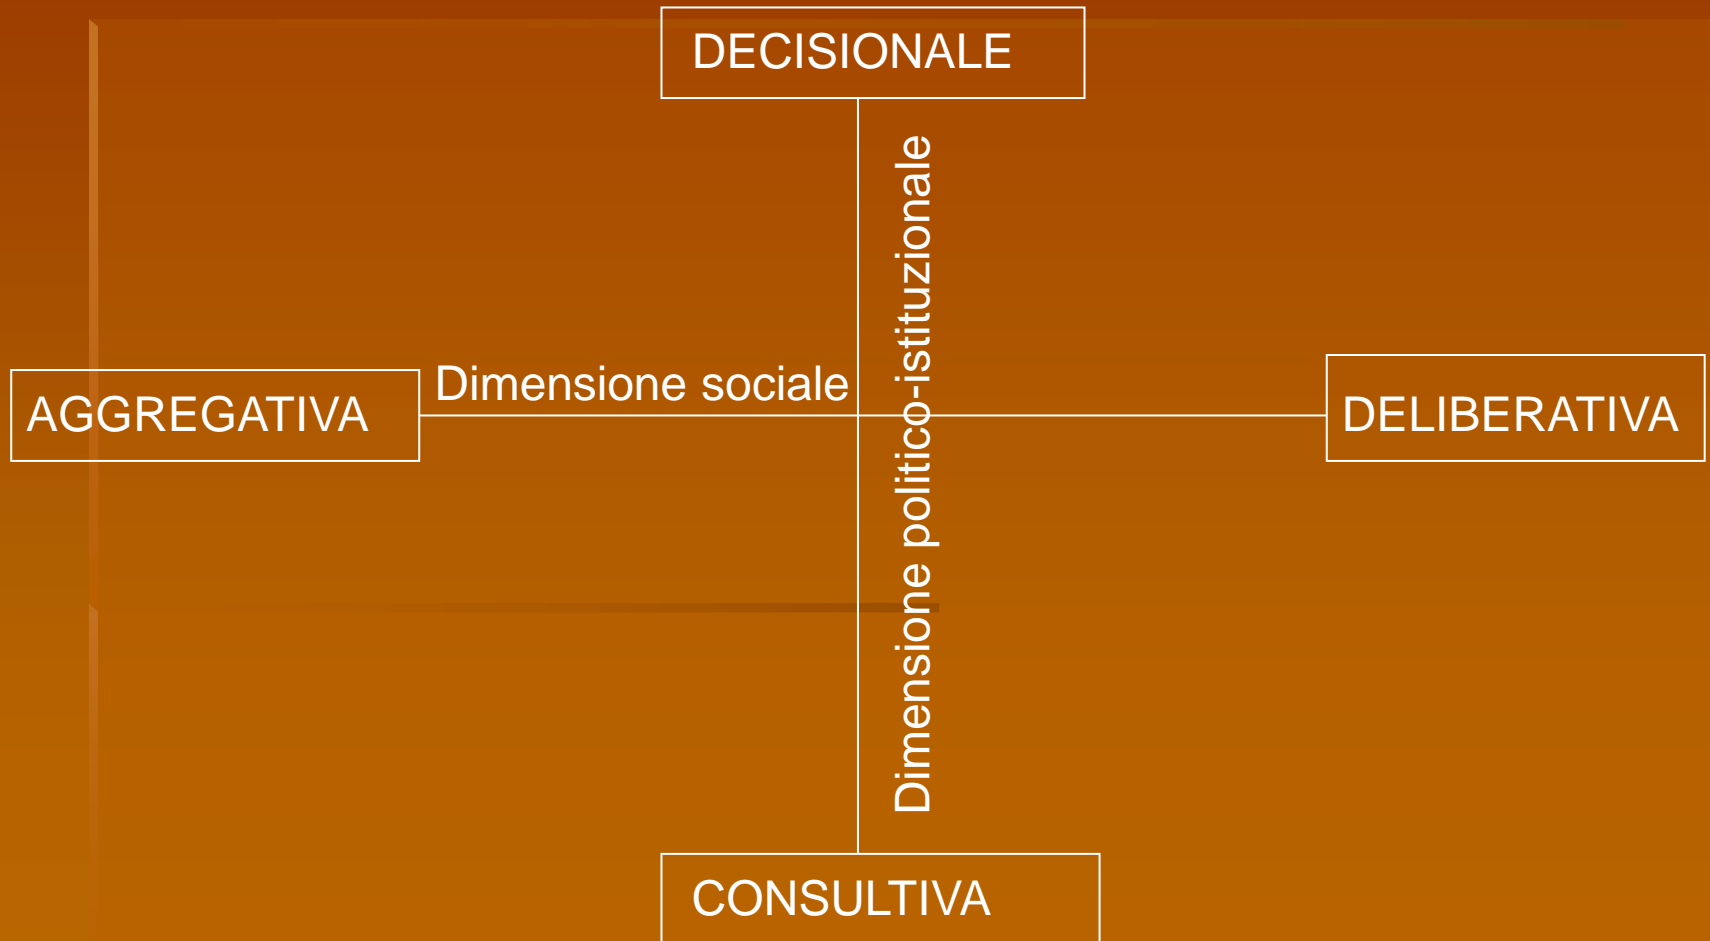 DECISIONALE
Dimensione politico-istituzionale
Dimensione sociale
AGGREGATIVA
DELIBERATIVA
CONSULTIVA